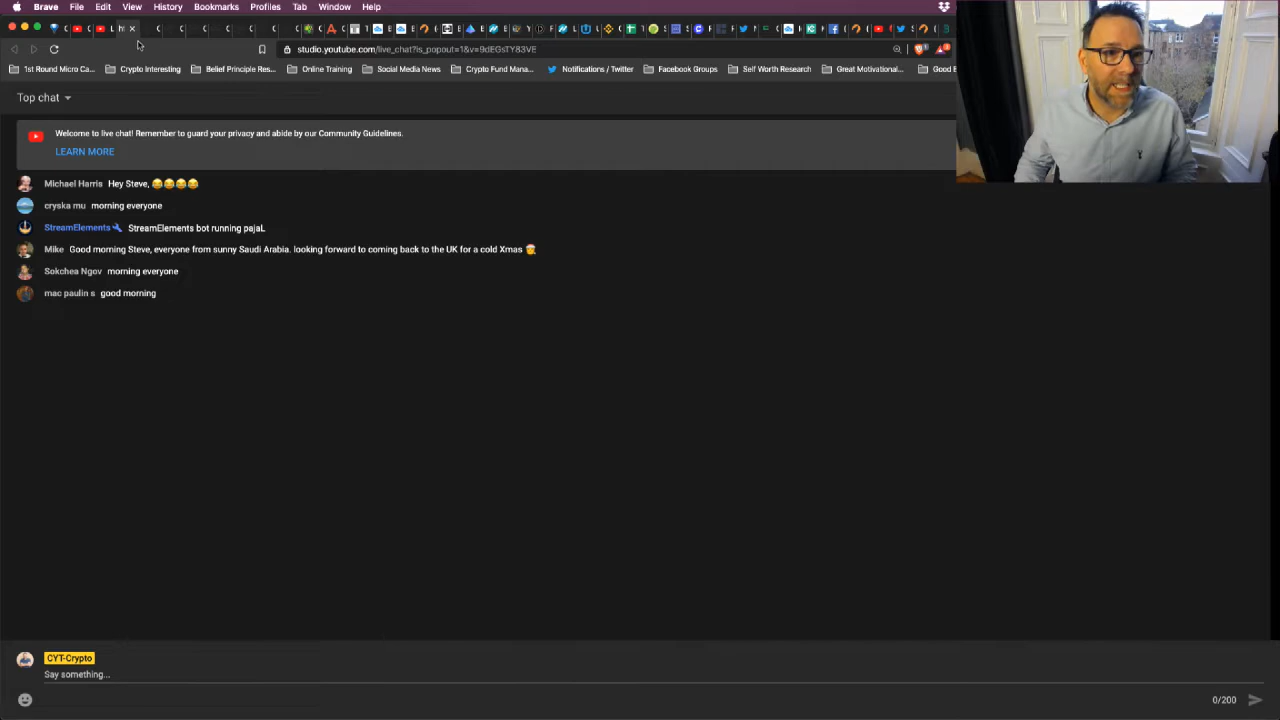 Brave File Edit View History Bookmarks Profiles Tab Window Help
studio.youtube.com/live_chat?is_popout=1&v=9dEGsTY83VE
1st Round Micro Ca... Crypto Interesting Belief Principle Res... Online Training Social Media News Crypto Fund Mana... Notifications / Twitter Facebook Groups Self Worth Research Great Motivational... Good B
Top chat
Welcome to live chat! Remember to guard your privacy and abide by our Community Guidelines.
LEARN MORE
Michael Harris Hey Steve, 😂😂😂😂
cryska mu morning everyone
StreamElements StreamElements bot running pajaL
Mike Good morning Steve, everyone from sunny Saudi Arabia. looking forward to coming back to the UK for a cold Xmas 🎅
Sokchea Ngov morning everyone
mac paulin s good morning
CYT-Crypto
Say something...
0/200